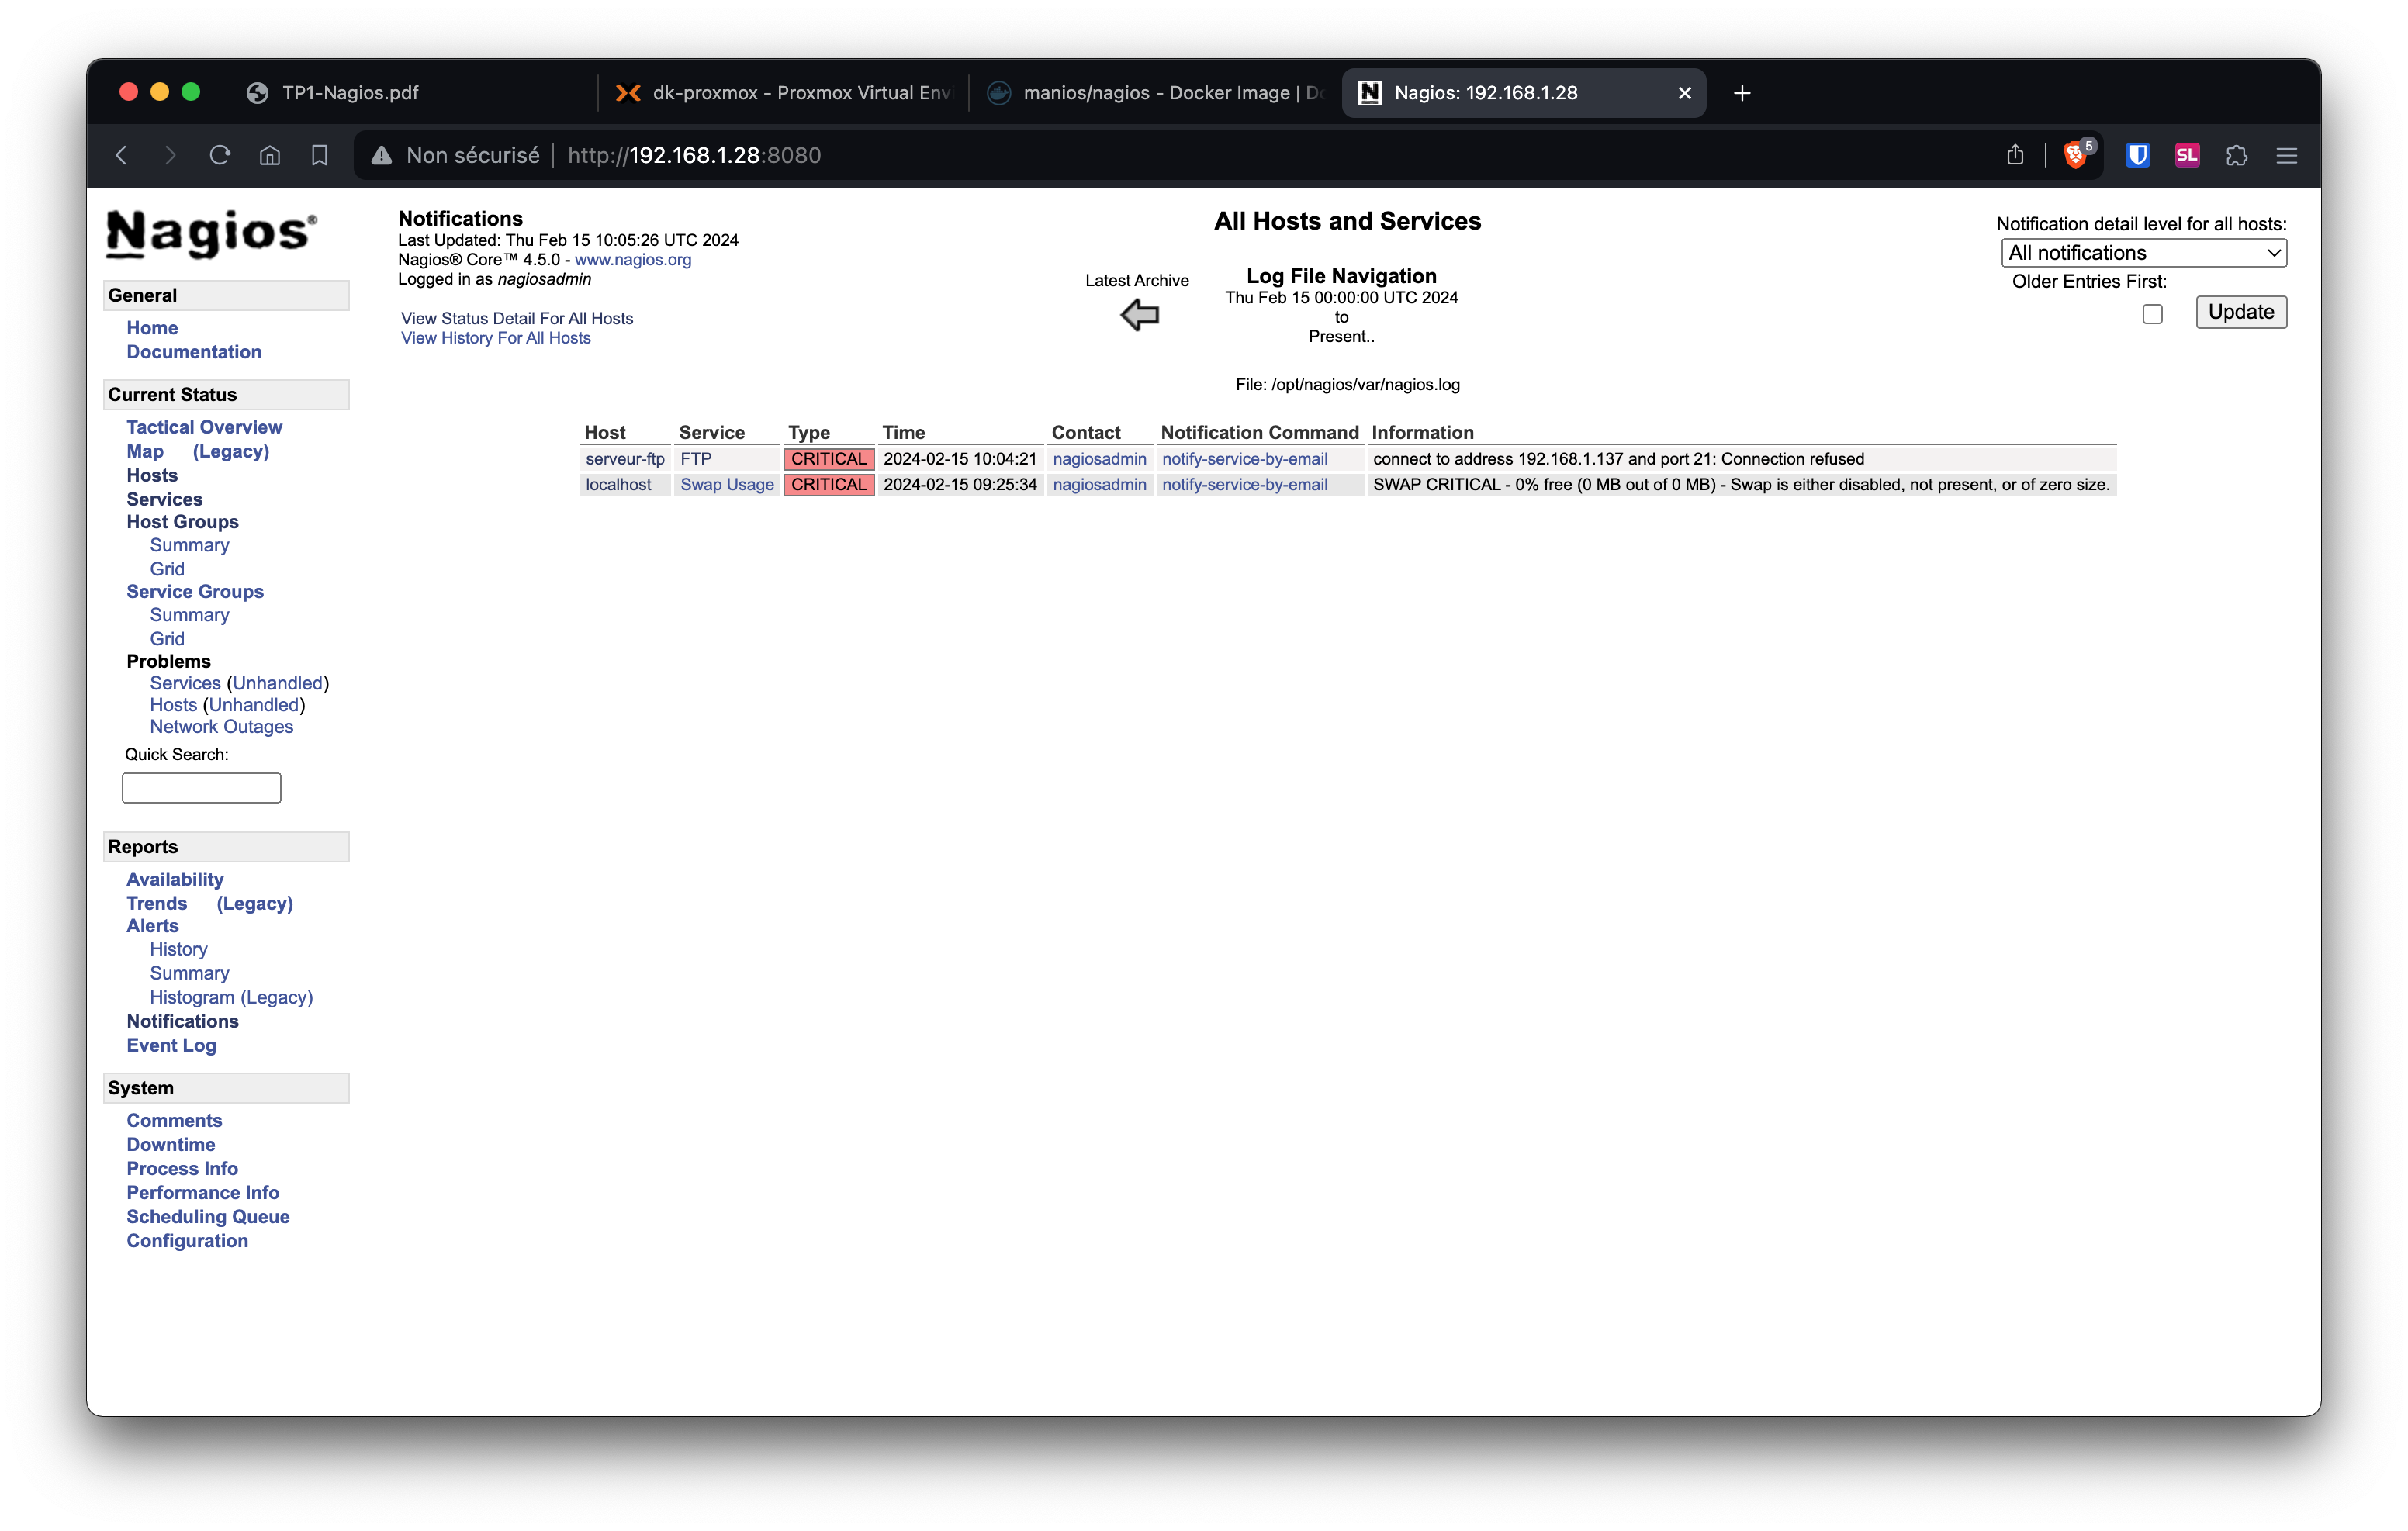 TP1-Nagios.pdf
dk-proxmox - Proxmox Virtual Envi
manios/nagios - Docker Image | Do
Nagios: 192.168.1.28
Non sécurisé
http://192.168.1.28:8080
5
SL
Nagios®
General
Home
Documentation
Current Status
Tactical Overview
Map (Legacy)
Hosts
Services
Host Groups
Summary
Grid
Service Groups
Summary
Grid
Problems
Services (Unhandled)
Hosts (Unhandled)
Network Outages
Quick Search:
Reports
Availability
Trends (Legacy)
Alerts
History
Summary
Histogram (Legacy)
Notifications
Event Log
System
Comments
Downtime
Process Info
Performance Info
Scheduling Queue
Configuration
Notifications
Last Updated: Thu Feb 15 10:05:26 UTC 2024
Nagios® Core™ 4.5.0 - www.nagios.org
Logged in as nagiosadmin
View Status Detail For All Hosts
View History For All Hosts
All Hosts and Services
Latest Archive
Log File Navigation
Thu Feb 15 00:00:00 UTC 2024
to
Present..
File: /opt/nagios/var/nagios.log
Notification detail level for all hosts:
All notifications
Older Entries First:
Update
Host Service Type Time Contact Notification Command Information
serveur-ftp FTP CRITICAL 2024-02-15 10:04:21 nagiosadmin notify-service-by-email connect to address 192.168.1.137 and port 21: Connection refused
localhost Swap Usage CRITICAL 2024-02-15 09:25:34 nagiosadmin notify-service-by-email SWAP CRITICAL - 0% free (0 MB out of 0 MB) - Swap is either disabled, not present, or of zero size.